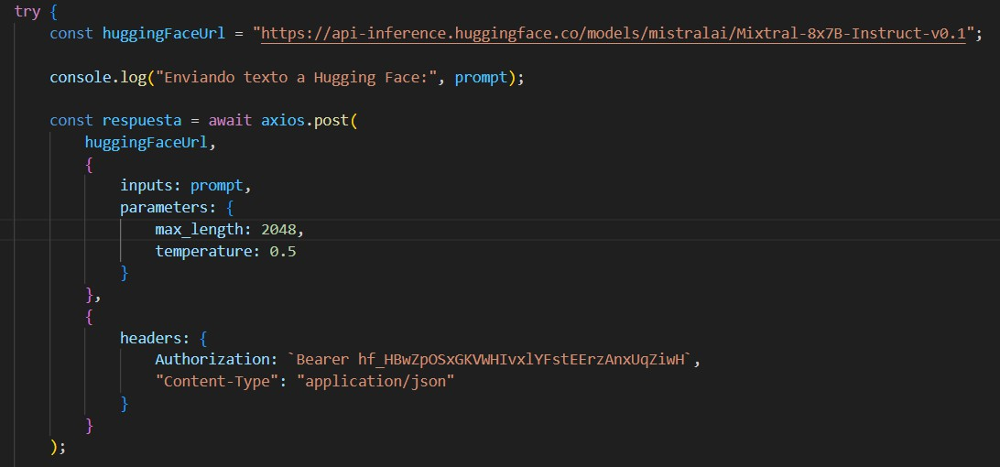 try {
    const huggingFaceUrl = "https://api-inference.huggingface.co/models/mistralai/Mixtral-8x7B-Instruct-v0.1";
    console.log("Enviando texto a Hugging Face:", prompt);
    const respuesta = await axios.post(
        huggingFaceUrl,
        {
            inputs: prompt,
            parameters: {
                max_length: 2048,
                temperature: 0.5
            }
        },
        {
            headers: {
                Authorization: `Bearer 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`,
                "Content-Type": "application/json"
            }
        }
    );